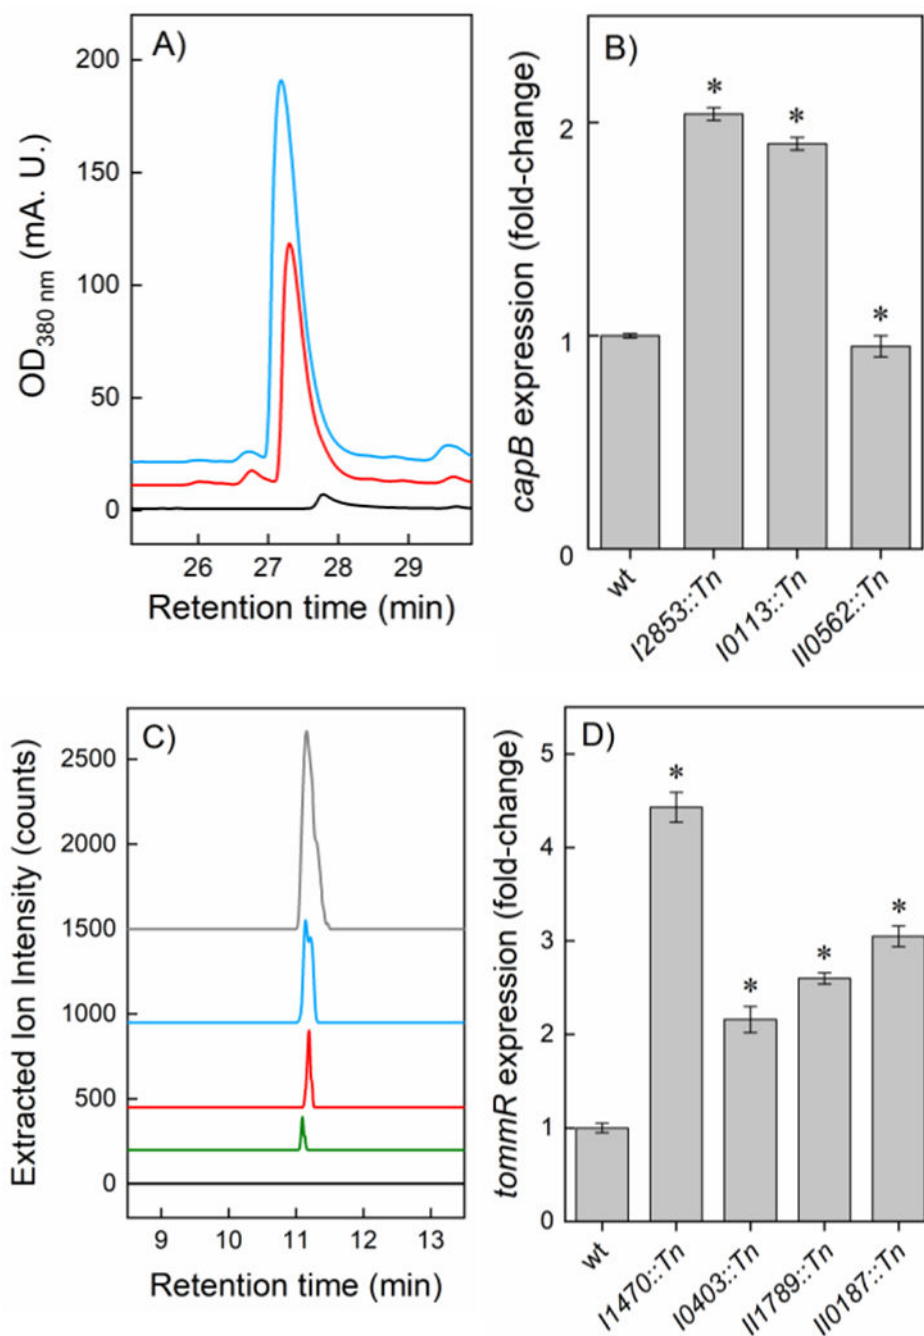 A)
200
150
100
50
0
OD380 nm (mA. U.)
26 27 28 29
Retention time (min)
B)
2
1
0
capB expression (fold-change)
* * *
wt I2853::Tn I0113::Tn II0562::Tn
C)
2500
2000
1500
1000
500
0
Extracted Ion Intensity (counts)
9 10 11 12 13
Retention time (min)
D)
5
4
3
2
1
0
tommR expression (fold-change)
* * * *
wt I1470::Tn I0403::Tn II1789::Tn II0187::Tn